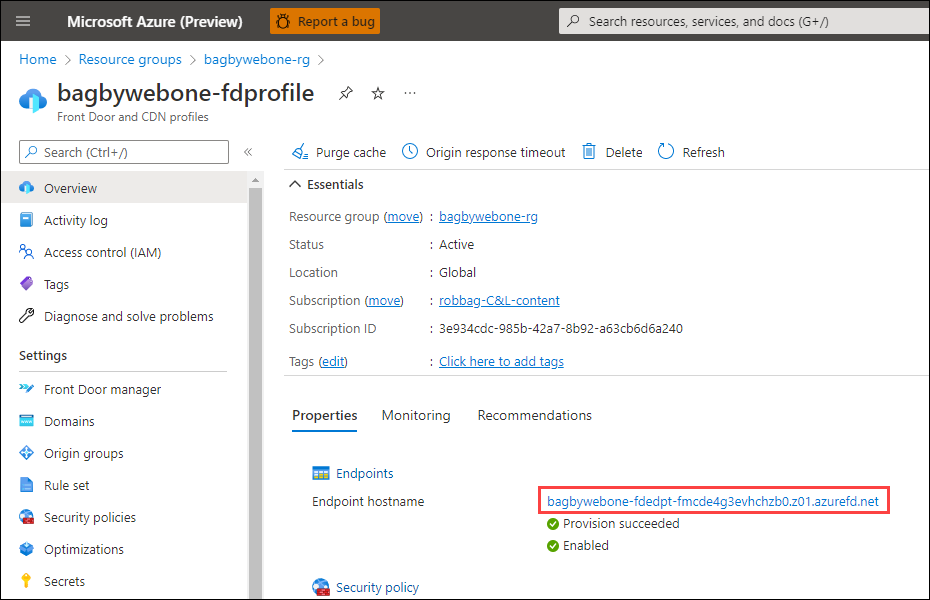 Microsoft Azure (Preview) Report a bug Search resources, services, and docs (G+/)
Home > Resource groups > bagbywebone-rg >
bagbywebone-fdprofile ...
Front Door and CDN profiles
Search (Ctrl+/) «
Overview
Activity log
Access control (IAM)
Tags
Diagnose and solve problems
Settings
Front Door manager
Domains
Origin groups
Rule set
Security policies
Optimizations
Secrets
Purge cache Origin response timeout Delete Refresh
Essentials
Resource group (move) : bagbywebone-rg
Status : Active
Location : Global
Subscription (move) : robbag-C&L-content
Subscription ID : 3e934cdc-985b-42a7-8b92-a63cb6d6a240
Tags (edit) : Click here to add tags
Properties Monitoring Recommendations
Endpoints
Endpoint hostname bagbywebone-fdedpt-fmcde4g3evhchzb0.z01.azurefd.net
Provision succeeded
Enabled
Security policy